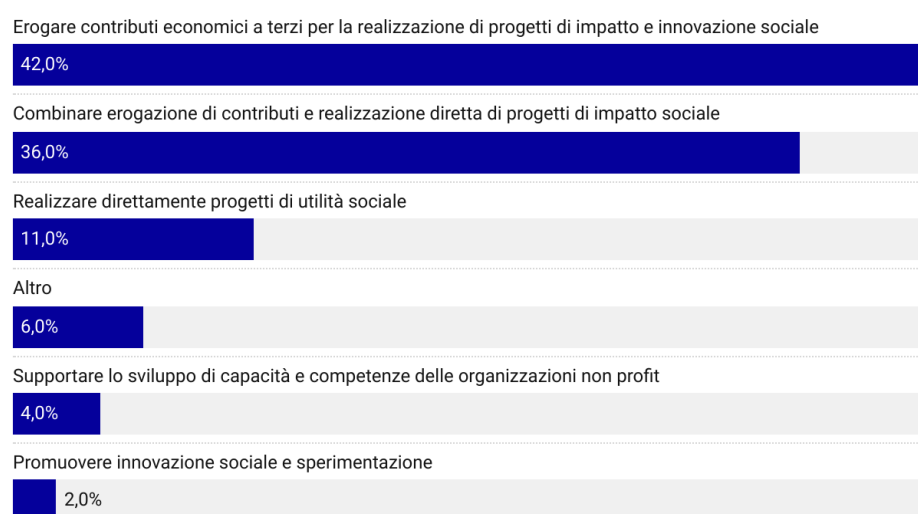 Erogare contributi economici a terzi per la realizzazione di progetti di impatto e innovazione sociale
42,0%
Combinare erogazione di contributi e realizzazione diretta di progetti di impatto sociale
36,0%
Realizzare direttamente progetti di utilità sociale
11,0%
Altro
6,0%
Supportare lo sviluppo di capacità e competenze delle organizzazioni non profit
4,0%
Promuovere innovazione sociale e sperimentazione
2,0%